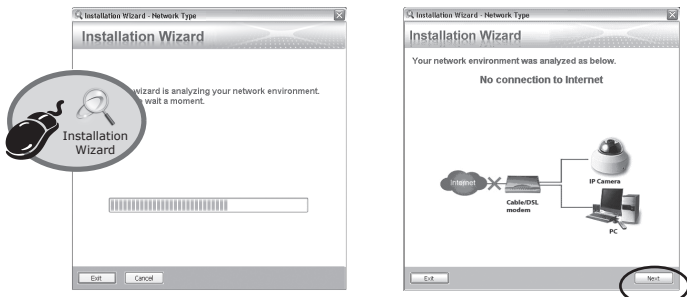 Installation Wizard - Network Type
Installation Wizard
wizard is analyzing your network environment.
wait a moment.
Installation
Wizard
Exit
Cancel
Installation Wizard - Network Type
Installation Wizard
Your network environment was analyzed as below.
No connection to Internet
Internet
Cable/DSL
modem
IP Camera
PC
Exit
Next